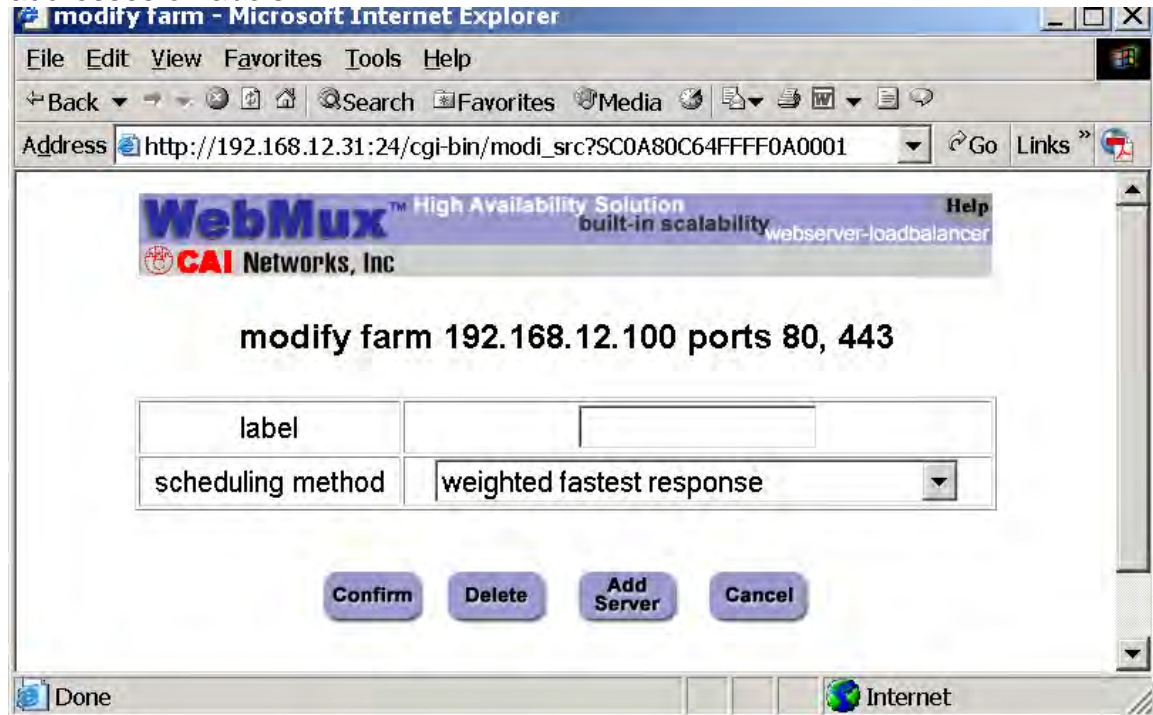 modify farm - Microsoft Internet Explorer
File Edit View Favorites Tools Help
Back Search Favorites Media
Address http://192.168.12.31:24/cgi-bin/modi_src?SC0A80C64FFFF0A0001 Go Links »
WebMux™ High Availability Solution Help
built-in scalability webserver-loadbalancer
CAI Networks, Inc
modify farm 192.168.12.100 ports 80, 443
label
scheduling method weighted fastest response
Confirm Delete Add Server Cancel
Done Internet